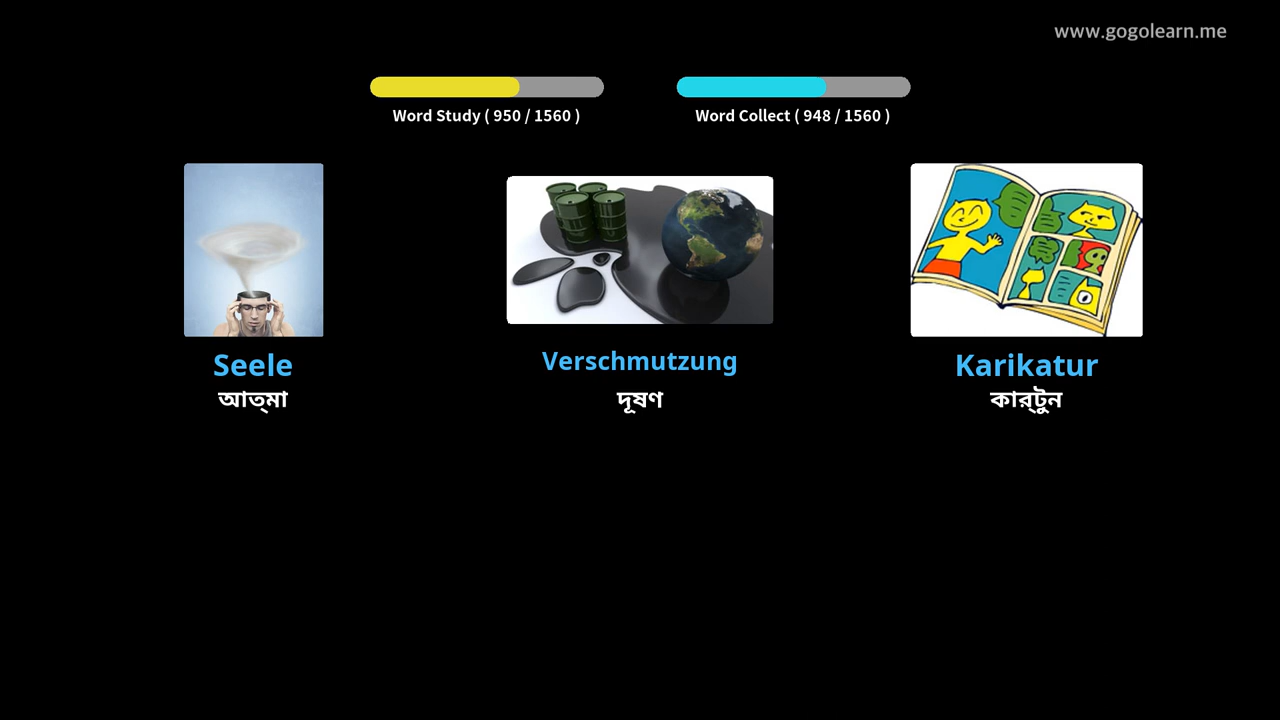 www.gogolearn.me
Word Study ( 950 / 1560 )
Word Collect ( 948 / 1560 )
Seele
Verschmutzung
Karikatur
আত্মা
দূষণ
কার্টুন